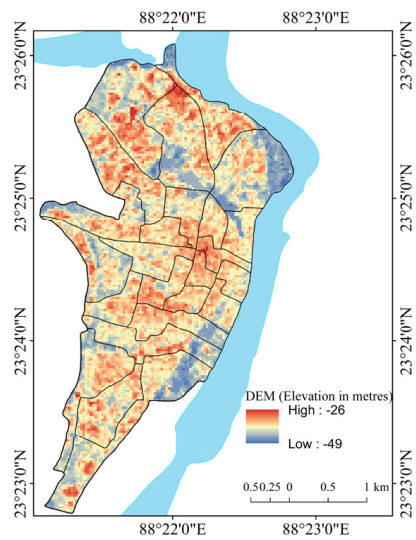 88°22'0"E 88°23'0"E
23°26'0"N 23°26'0"N
23°25'0"N 23°25'0"N
23°24'0"N 23°24'0"N
23°23'0"N 23°23'0"N
DEM (Elevation in metres)
High : -26
Low : -49
0.50.25 0 0.5 1 km
88°22'0"E 88°23'0"E